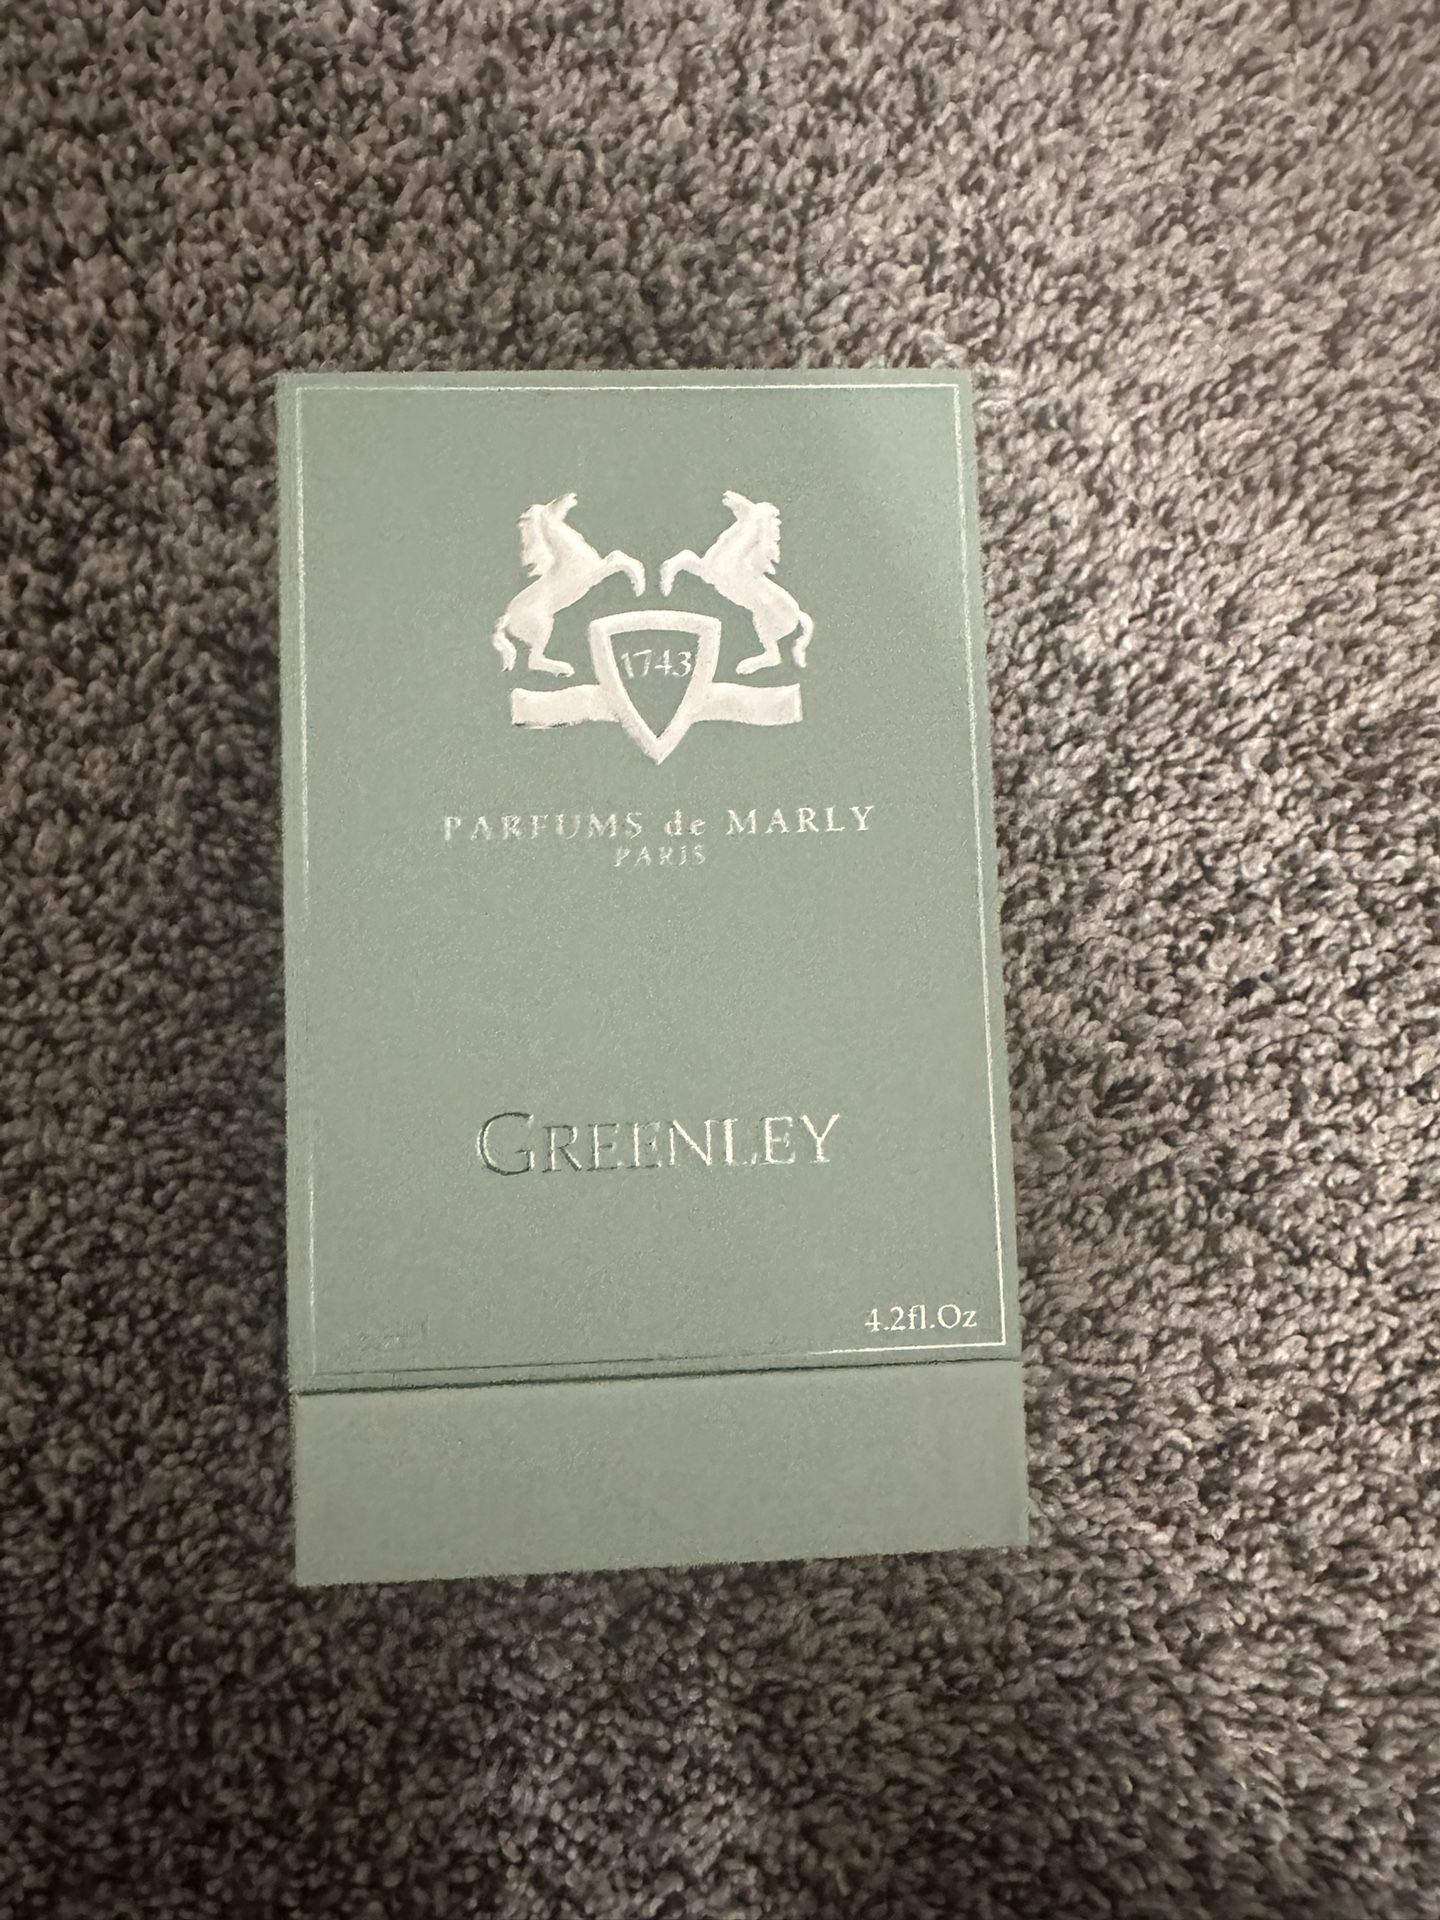 1743
PARFUMS de MARLY
PARIS
GREENLEY
4.2fl.Oz